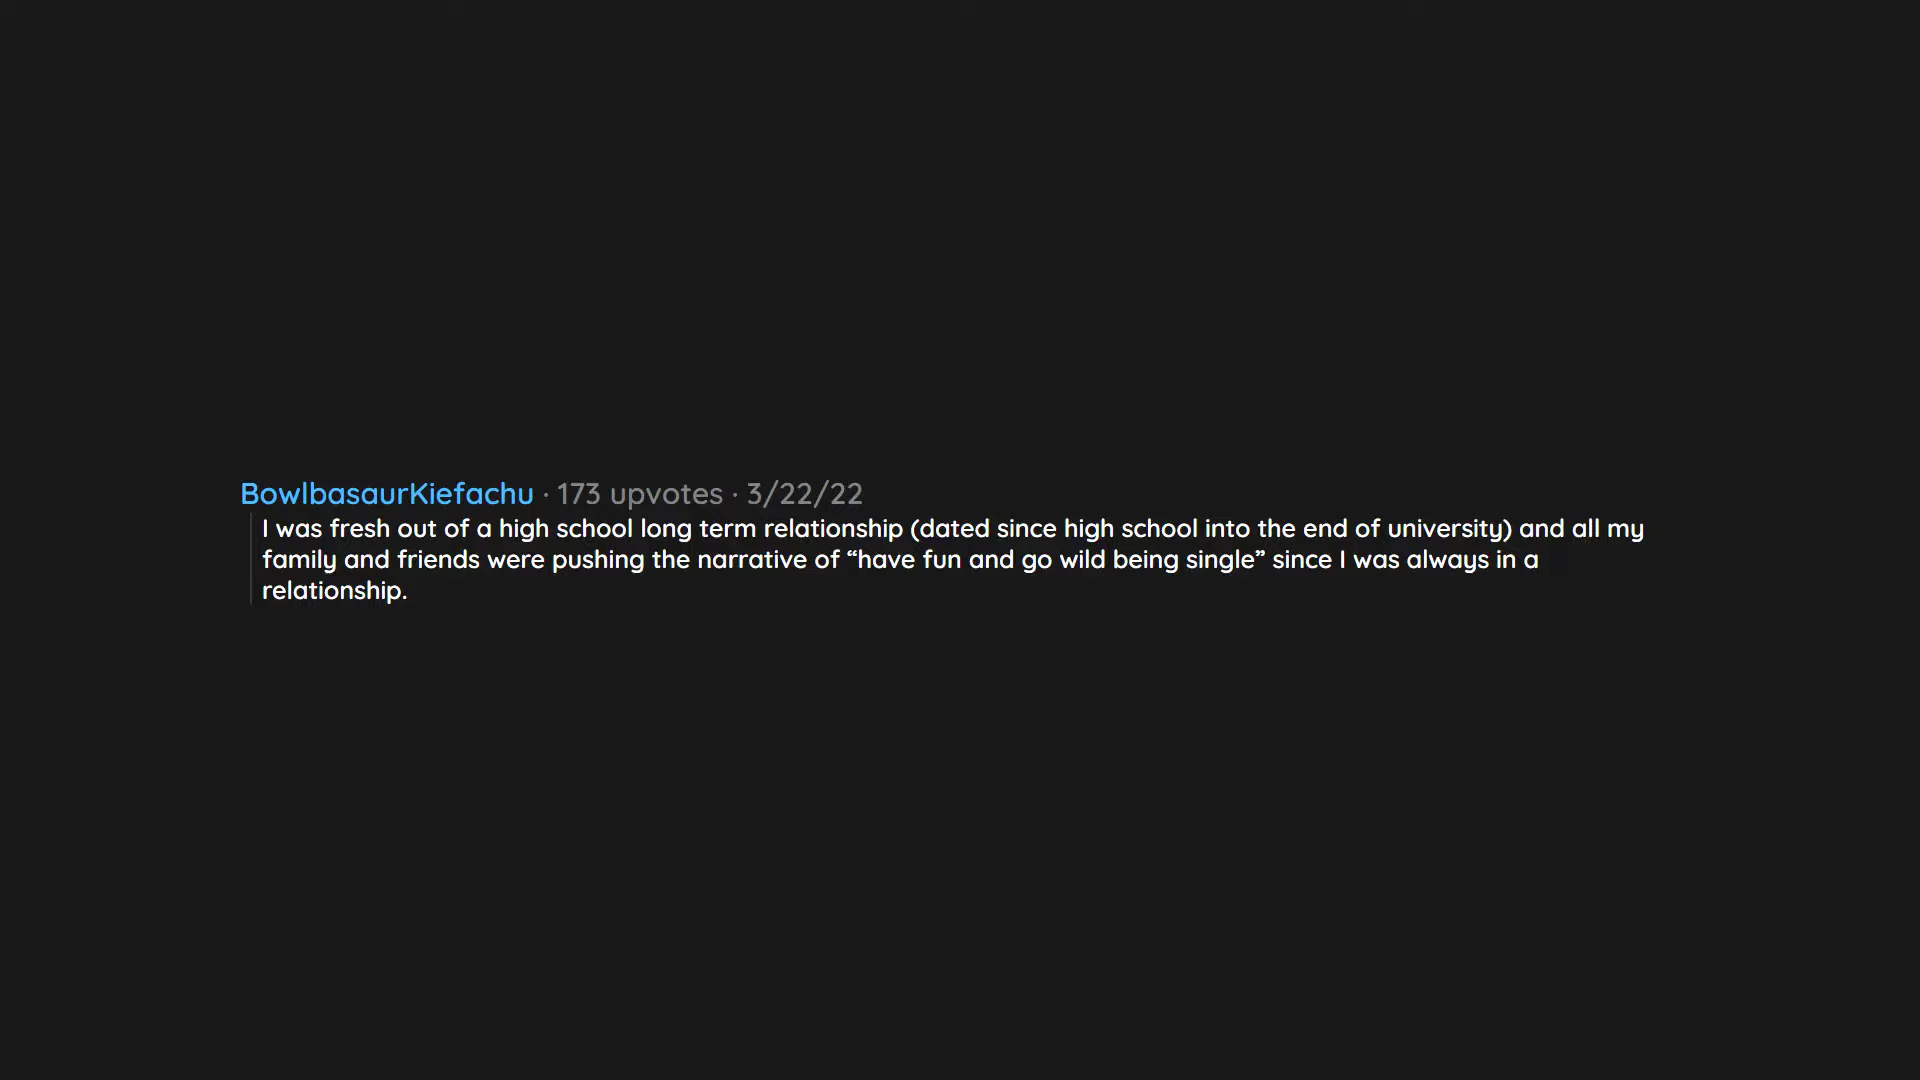 BowlbasaurKiefachu · 173 upvotes · 3/22/22
I was fresh out of a high school long term relationship (dated since high school into the end of university) and all my
family and friends were pushing the narrative of “have fun and go wild being single” since I was always in a
relationship.